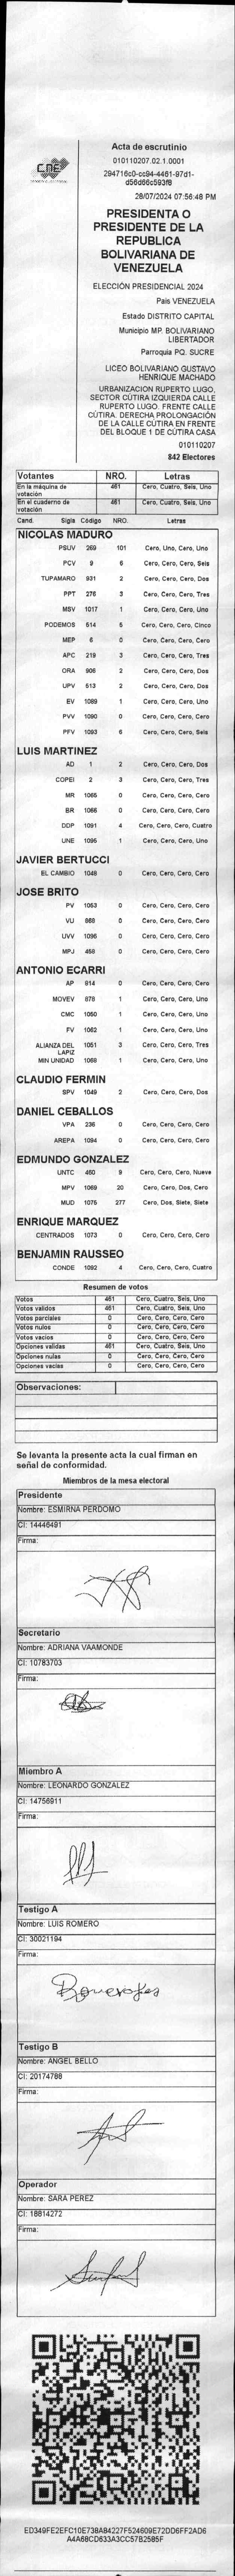 CNE
Acta de escrutinio
010110207.02.1.0001
294716c0-cc94-4461-97d1-
d56d66c593f8
28/07/2024 07:56:48 PM
PRESIDENTA O
PRESIDENTE DE LA
REPUBLICA
BOLIVARIANA DE
VENEZUELA
ELECCIÓN PRESIDENCIAL 2024
País VENEZUELA
Estado DISTRITO CAPITAL
Municipio MP. BOLIVARIANO
LIBERTADOR
Parroquia PQ. SUCRE
LICEO BOLIVARIANO GUSTAVO
HENRIQUE MACHADO
URBANIZACION RUPERTO LUGO.
SECTOR CÚTIRA IZQUIERDA CALLE
RUPERTO LUGO. FRENTE CALLE
CÚTIRA. DERECHA PROLONGACIÓN
DE LA CALLE CÚTIRA EN FRENTE
DEL BLOQUE 1 DE CUTIRA CASA
010110207
842 Electores
Votantes NRO. Letras
En la máquina de votación 461 Cero, Cuatro, Seis, Uno
En el cuaderno de votación 461 Cero, Cuatro, Seis, Uno
Cand. Sigla Código NRO. Letras
NICOLAS MADURO
PSUV 269 101 Cero, Uno, Cero, Uno
PCV 9 6 Cero, Cero, Cero, Seis
TUPAMARO 931 2 Cero, Cero, Cero, Dos
PPT 276 3 Cero, Cero, Cero, Tres
MSV 1017 1 Cero, Cero, Cero, Uno
PODEMOS 514 5 Cero, Cero, Cero, Cinco
MEP 6 0 Cero, Cero, Cero, Cero
APC 219 3 Cero, Cero, Cero, Tres
ORA 906 2 Cero, Cero, Cero, Dos
UPV 513 2 Cero, Cero, Cero, Dos
EV 1089 1 Cero, Cero, Cero, Uno
PVV 1090 0 Cero, Cero, Cero, Cero
PFV 1093 6 Cero, Cero, Cero, Seis
LUIS MARTINEZ
AD 1 2 Cero, Cero, Cero, Dos
COPEI 2 3 Cero, Cero, Cero, Tres
MR 1065 0 Cero, Cero, Cero, Cero
BR 1066 0 Cero, Cero, Cero, Cero
DDP 1091 4 Cero, Cero, Cero, Cuatro
UNE 1095 1 Cero, Cero, Cero, Uno
JAVIER BERTUCCI
EL CAMBIO 1048 0 Cero, Cero, Cero, Cero
JOSE BRITO
PV 1053 0 Cero, Cero, Cero, Cero
VU 868 0 Cero, Cero, Cero, Cero
UVV 1096 0 Cero, Cero, Cero, Cero
MPJ 458 0 Cero, Cero, Cero, Cero
ANTONIO ECARRI
AP 914 0 Cero, Cero, Cero, Cero
MOVEV 878 1 Cero, Cero, Cero, Uno
CMC 1050 1 Cero, Cero, Cero, Uno
FV 1062 1 Cero, Cero, Cero, Uno
ALIANZA DEL LAPIZ 1051 3 Cero, Cero, Cero, Tres
MIN UNIDAD 1068 1 Cero, Cero, Cero, Uno
CLAUDIO FERMIN
SPV 1049 2 Cero, Cero, Cero, Dos
DANIEL CEBALLOS
VPA 236 0 Cero, Cero, Cero, Cero
AREPA 1094 0 Cero, Cero, Cero, Cero
EDMUNDO GONZALEZ
UNTC 460 9 Cero, Cero, Cero, Nueve
MPV 1069 20 Cero, Cero, Dos, Cero
MUD 1075 277 Cero, Dos, Siete, Siete
ENRIQUE MARQUEZ
CENTRADOS 1073 0 Cero, Cero, Cero, Cero
BENJAMIN RAUSSEO
CONDE 1092 4 Cero, Cero, Cero, Cuatro
Resumen de votos
Votos 461 Cero, Cuatro, Seis, Uno
Votos validos 461 Cero, Cuatro, Seis, Uno
Votos parciales 0 Cero, Cero, Cero, Cero
Votos nulos 0 Cero, Cero, Cero, Cero
Votos vacios 0 Cero, Cero, Cero, Cero
Opciones validas 461 Cero, Cuatro, Seis, Uno
Opciones nulas 0 Cero, Cero, Cero, Cero
Opciones vacias 0 Cero, Cero, Cero, Cero
Observaciones:
Se levanta la presente acta la cual firman en
señal de conformidad.
Miembros de la mesa electoral
Presidente
Nombre: ESMIRNA PERDOMO
CI: 14446491
Firma:
Secretario
Nombre: ADRIANA VAAMONDE
CI: 10783703
Firma:
Miembro A
Nombre: LEONARDO GONZALEZ
CI: 14756911
Firma:
Testigo A
Nombre: LUIS ROMERO
CI: 30021194
Firma:
Testigo B
Nombre: ANGEL BELLO
CI: 20174788
Firma:
Operador
Nombre: SARA PEREZ
CI: 18814272
Firma:
ED349FE2EFC10E738A84227F524609E72DD6FF2AD6
A4A68CD633A3CC57B2585F